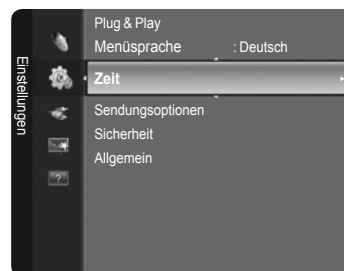 Einstellungen
Plug & Play
Menüsprache : Deutsch
Zeit
Sendungsoptionen
Sicherheit
Allgemein
?